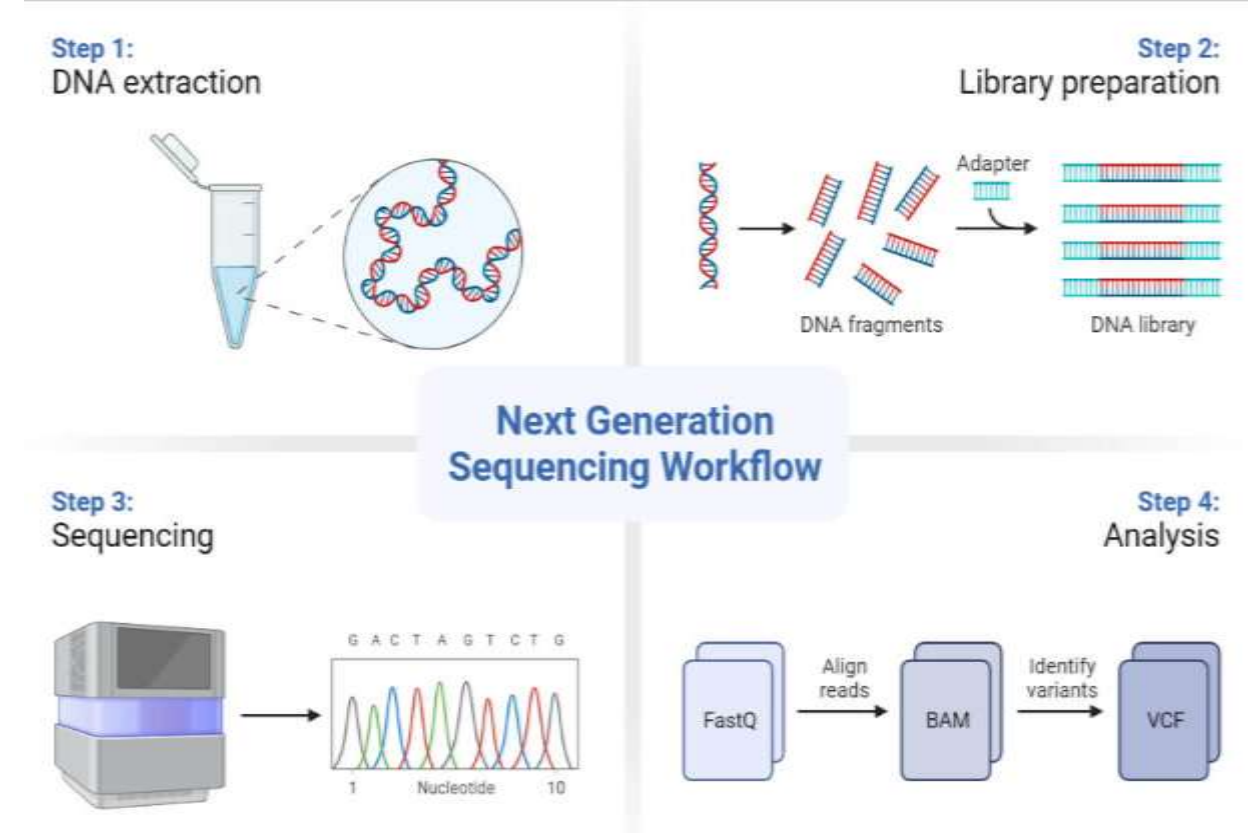 Step 1:
DNA extraction
Step 2:
Library preparation
Adapter
DNA fragments
DNA library
Next Generation
Sequencing Workflow
Step 3:
Sequencing
G A C T A G T C T G
1 Nucleotide 10
Step 4:
Analysis
FastQ
Align
reads
BAM
Identify
variants
VCF